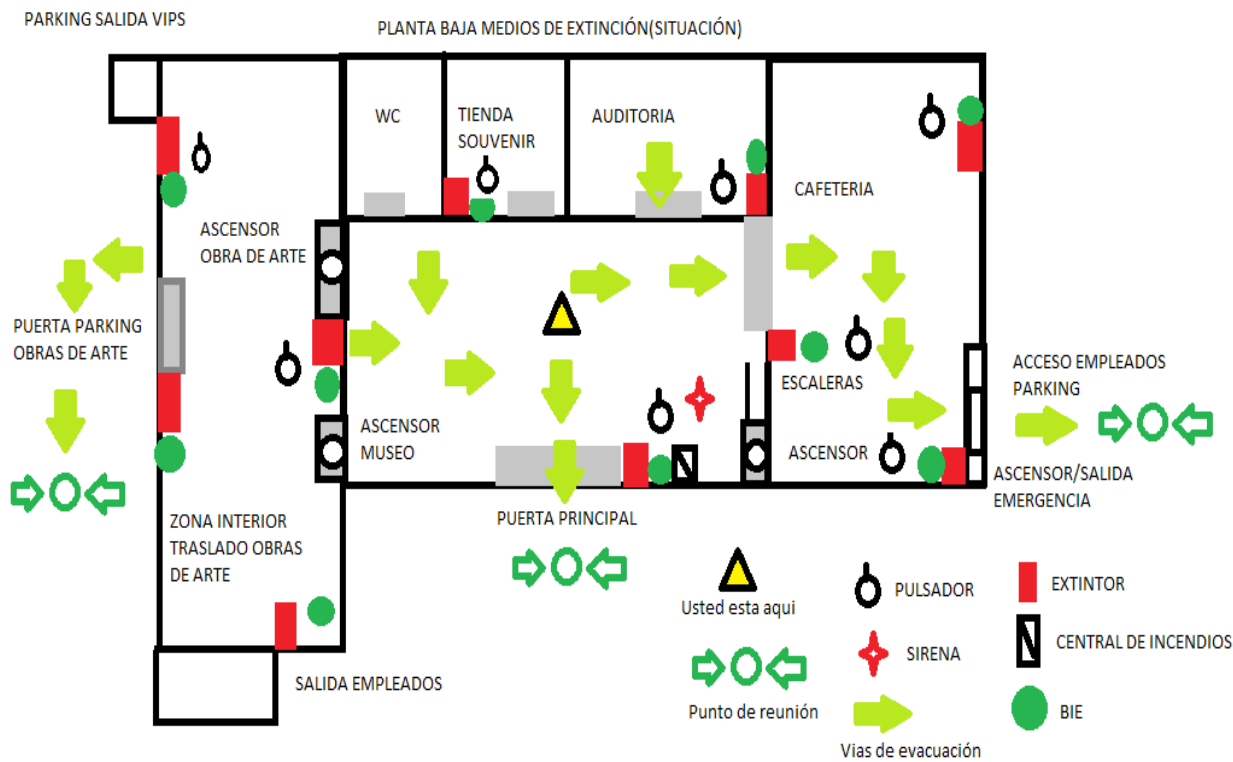 PARKING SALIDA VIPS
PLANTA BAJA MEDIOS DE EXTINCIÓN(SITUACIÓN)
WC
TIENDA
SOUVENIR
AUDITORIA
CAFETERIA
ASCENSOR
OBRA DE ARTE
PUERTA PARKING
OBRAS DE ARTE
ESCALERAS
ACCESO EMPLEADOS
PARKING
ASCENSOR
MUSEO
ASCENSOR
ASCENSOR/SALIDA
EMERGENCIA
ZONA INTERIOR
TRASLADO OBRAS
DE ARTE
PUERTA PRINCIPAL
Usted esta aqui
PULSADOR
EXTINTOR
SIRENA
CENTRAL DE INCENDIOS
SALIDA EMPLEADOS
Punto de reunión
BIE
Vias de evacuación